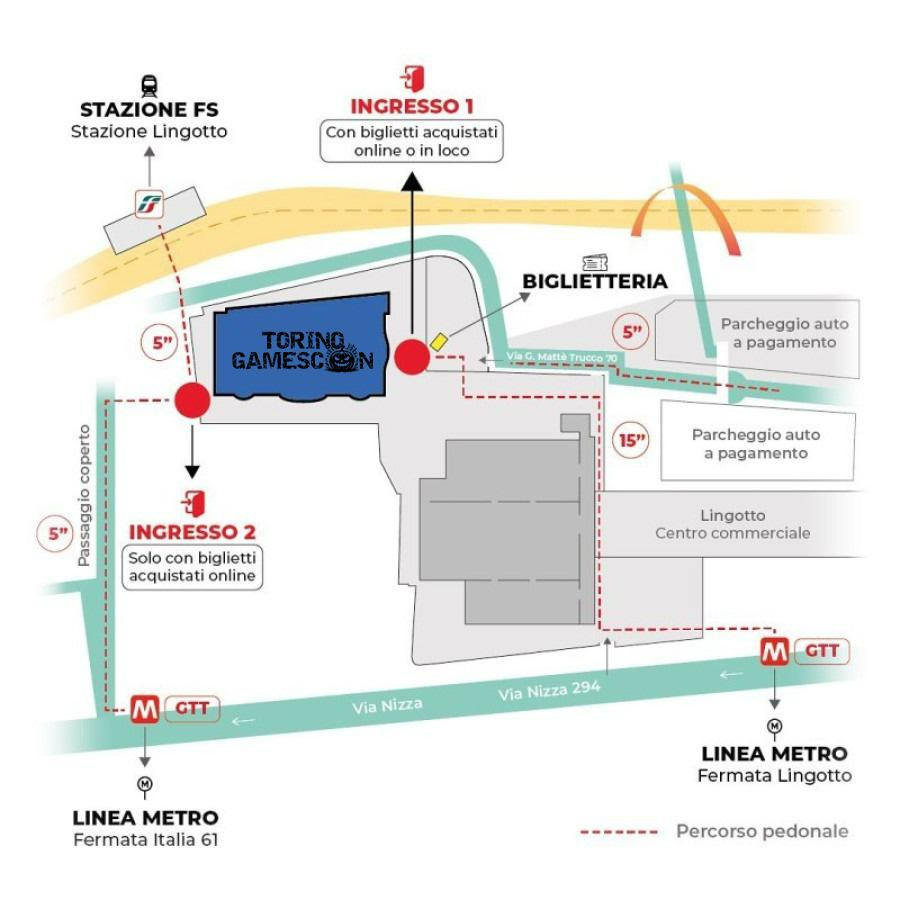 STAZIONE FS
Stazione Lingotto
INGRESSO 1
Con biglietti acquistati
online o in loco
BIGLIETTERIA
TORINO
GAMESCON
5”
5”
Via G. Mattè Trucco 70
Parcheggio auto
a pagamento
15”
Parcheggio auto
a pagamento
Passaggio coperto
5”
INGRESSO 2
Solo con biglietti
acquistati online
Lingotto
Centro commerciale
M GTT
M GTT
Via Nizza
Via Nizza 294
M
LINEA METRO
Fermata Lingotto
M
LINEA METRO
Fermata Italia 61
Percorso pedonale